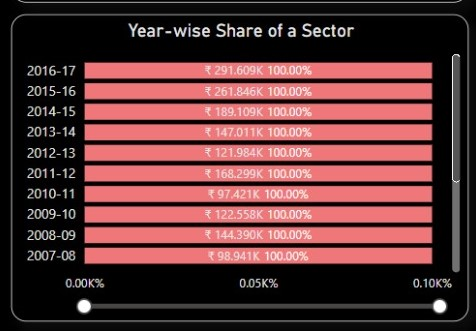 Year-wise Share of a Sector
2016-17 ₹ 291.609K 100.00%
2015-16 ₹ 261.846K 100.00%
2014-15 ₹ 189.109K 100.00%
2013-14 ₹ 147.011K 100.00%
2012-13 ₹ 121.984K 100.00%
2011-12 ₹ 168.299K 100.00%
2010-11 ₹ 97.421K 100.00%
2009-10 ₹ 122.558K 100.00%
2008-09 ₹ 144.390K 100.00%
2007-08 ₹ 98.941K 100.00%
0.00K% 0.05K% 0.10K%